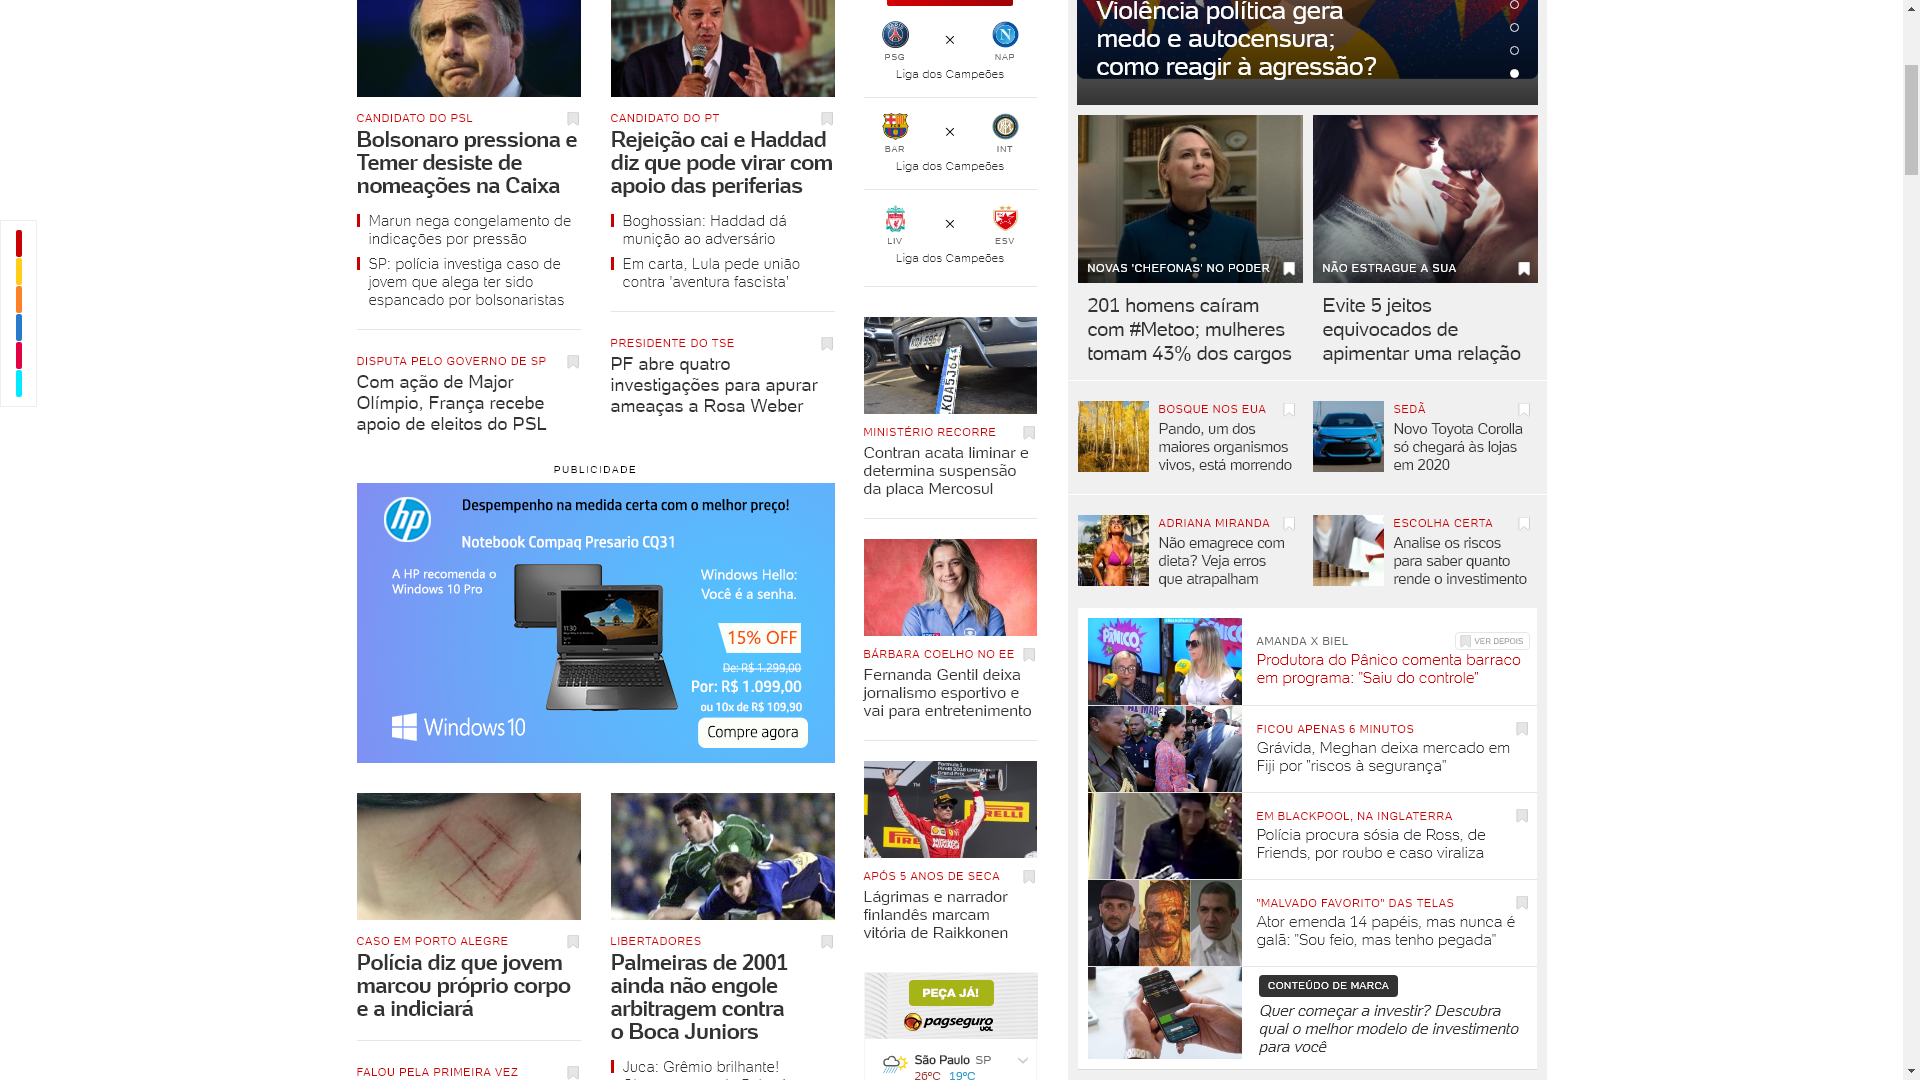 CANDIDATO DO PSL
Bolsonaro pressiona e
Temer desiste de
nomeações na Caixa
Marun nega congelamento de
indicações por pressão
SP: polícia investiga caso de
jovem que alega ter sido
espancado por bolsonaristas
DISPUTA PELO GOVERNO DE SP
Com ação de Major
Olímpio, França recebe
apoio de eleitos do PSL
CANDIDATO DO PT
Rejeição cai e Haddad
diz que pode virar com
apoio das periferias
Boghossian: Haddad dá
munição ao adversário
Em carta, Lula pede união
contra 'aventura fascista'
PRESIDENTE DO TSE
PF abre quatro
investigações para apurar
ameaças a Rosa Weber
PUBLICIDADE
hp
Despempenho na medida certa com o melhor preço!
Notebook Compaq Presario CQ31
A HP recomenda o
Windows 10 Pro
Windows Hello:
Você é a senha.
11:30
15% OFF
De: R$ 1.299,00
Por: R$ 1.099,00
ou 10x de R$ 109,90
Windows 10
Compre agora
CASO EM PORTO ALEGRE
Polícia diz que jovem
marcou próprio corpo
e a indiciará
FALOU PELA PRIMEIRA VEZ
LIBERTADORES
Palmeiras de 2001
ainda não engole
arbitragem contra
o Boca Juniors
Juca: Grêmio brilhante!
PSG × NAP
Liga dos Campeões
BAR × INT
Liga dos Campeões
LIV × ESV
Liga dos Campeões
KOA5J64
MINISTÉRIO RECORRE
Contran acata liminar e
determina suspensão
da placa Mercosul
BÁRBARA COELHO NO EE
Fernanda Gentil deixa
jornalismo esportivo e
vai para entretenimento
Formula 1
Pirelli 2018 United St
Grand Prix
PIRELLI
APÓS 5 ANOS DE SECA
Lágrimas e narrador
finlandês marcam
vitória de Raikkonen
PEÇA JÁ!
pagseguro
UOL
São Paulo SP
26ºC 19ºC
Violência política gera
medo e autocensura;
como reagir à agressão?
NOVAS 'CHEFONAS' NO PODER
201 homens caíram
com #Metoo; mulheres
tomam 43% dos cargos
NÃO ESTRAGUE A SUA
Evite 5 jeitos
equivocados de
apimentar uma relação
BOSQUE NOS EUA
Pando, um dos
maiores organismos
vivos, está morrendo
SEDÃ
Novo Toyota Corolla
só chegará às lojas
em 2020
ADRIANA MIRANDA
Não emagrece com
dieta? Veja erros
que atrapalham
ESCOLHA CERTA
Analise os riscos
para saber quanto
rende o investimento
PÂNICO
AMANDA X BIEL
VER DEPOIS
Produtora do Pânico comenta barraco
em programa: "Saiu do controle"
FICOU APENAS 6 MINUTOS
Grávida, Meghan deixa mercado em
Fiji por "riscos à segurança"
EM BLACKPOOL, NA INGLATERRA
Polícia procura sósia de Ross, de
Friends, por roubo e caso viraliza
"MALVADO FAVORITO" DAS TELAS
Ator emenda 14 papéis, mas nunca é
galã: "Sou feio, mas tenho pegada"
CONTEÚDO DE MARCA
Quer começar a investir? Descubra
qual o melhor modelo de investimento
para você